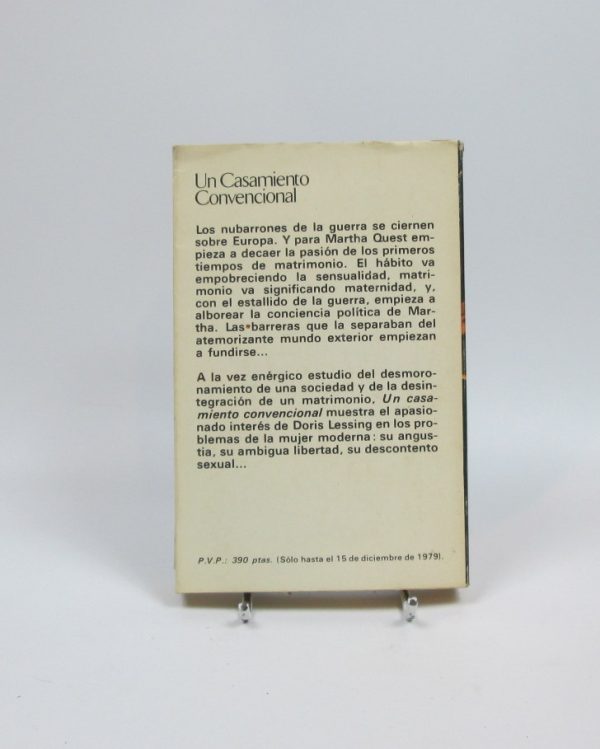 Un Casamiento
Convencional
Los nubarrones de la guerra se ciernen
sobre Europa. Y para Martha Quest em-
pieza a decaer la pasión de los primeros
tiempos de matrimonio. El hábito va
empobreciendo la sensualidad, matri-
monio va significando maternidad, y,
con el estallido de la guerra, empieza a
alborear la conciencia política de Mar-
tha. Las barreras que la separaban del
atemorizante mundo exterior empiezan
a fundirse...
A la vez enérgico estudio del desmoro-
namiento de una sociedad y de la desin-
tegración de un matrimonio, Un casa-
miento convencional muestra el apasio-
nado interés de Doris Lessing en los pro-
blemas de la mujer moderna: su angus-
tia, su ambigua libertad, su descontento
sexual...
P.V.P.: 390 ptas. (Sólo hasta el 15 de diciembre de 1979).